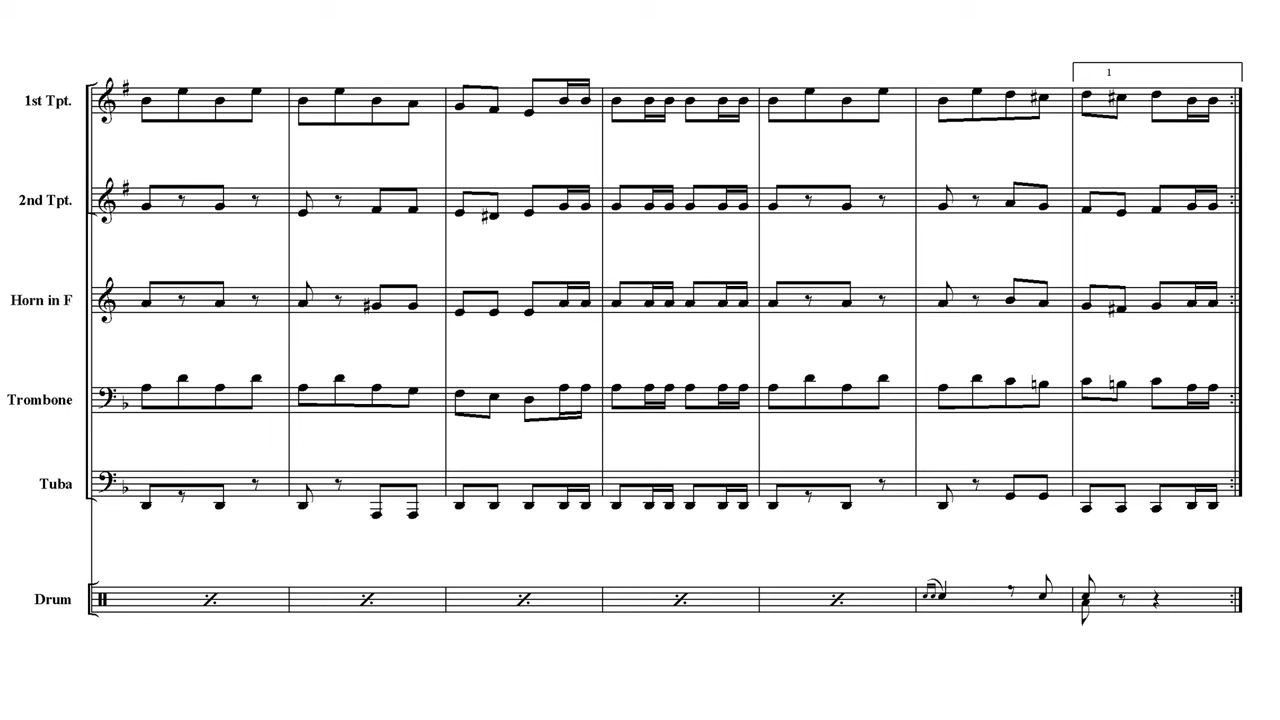 1
1st Tpt.
2nd Tpt.
Horn in F
Trombone
Tuba
Drum